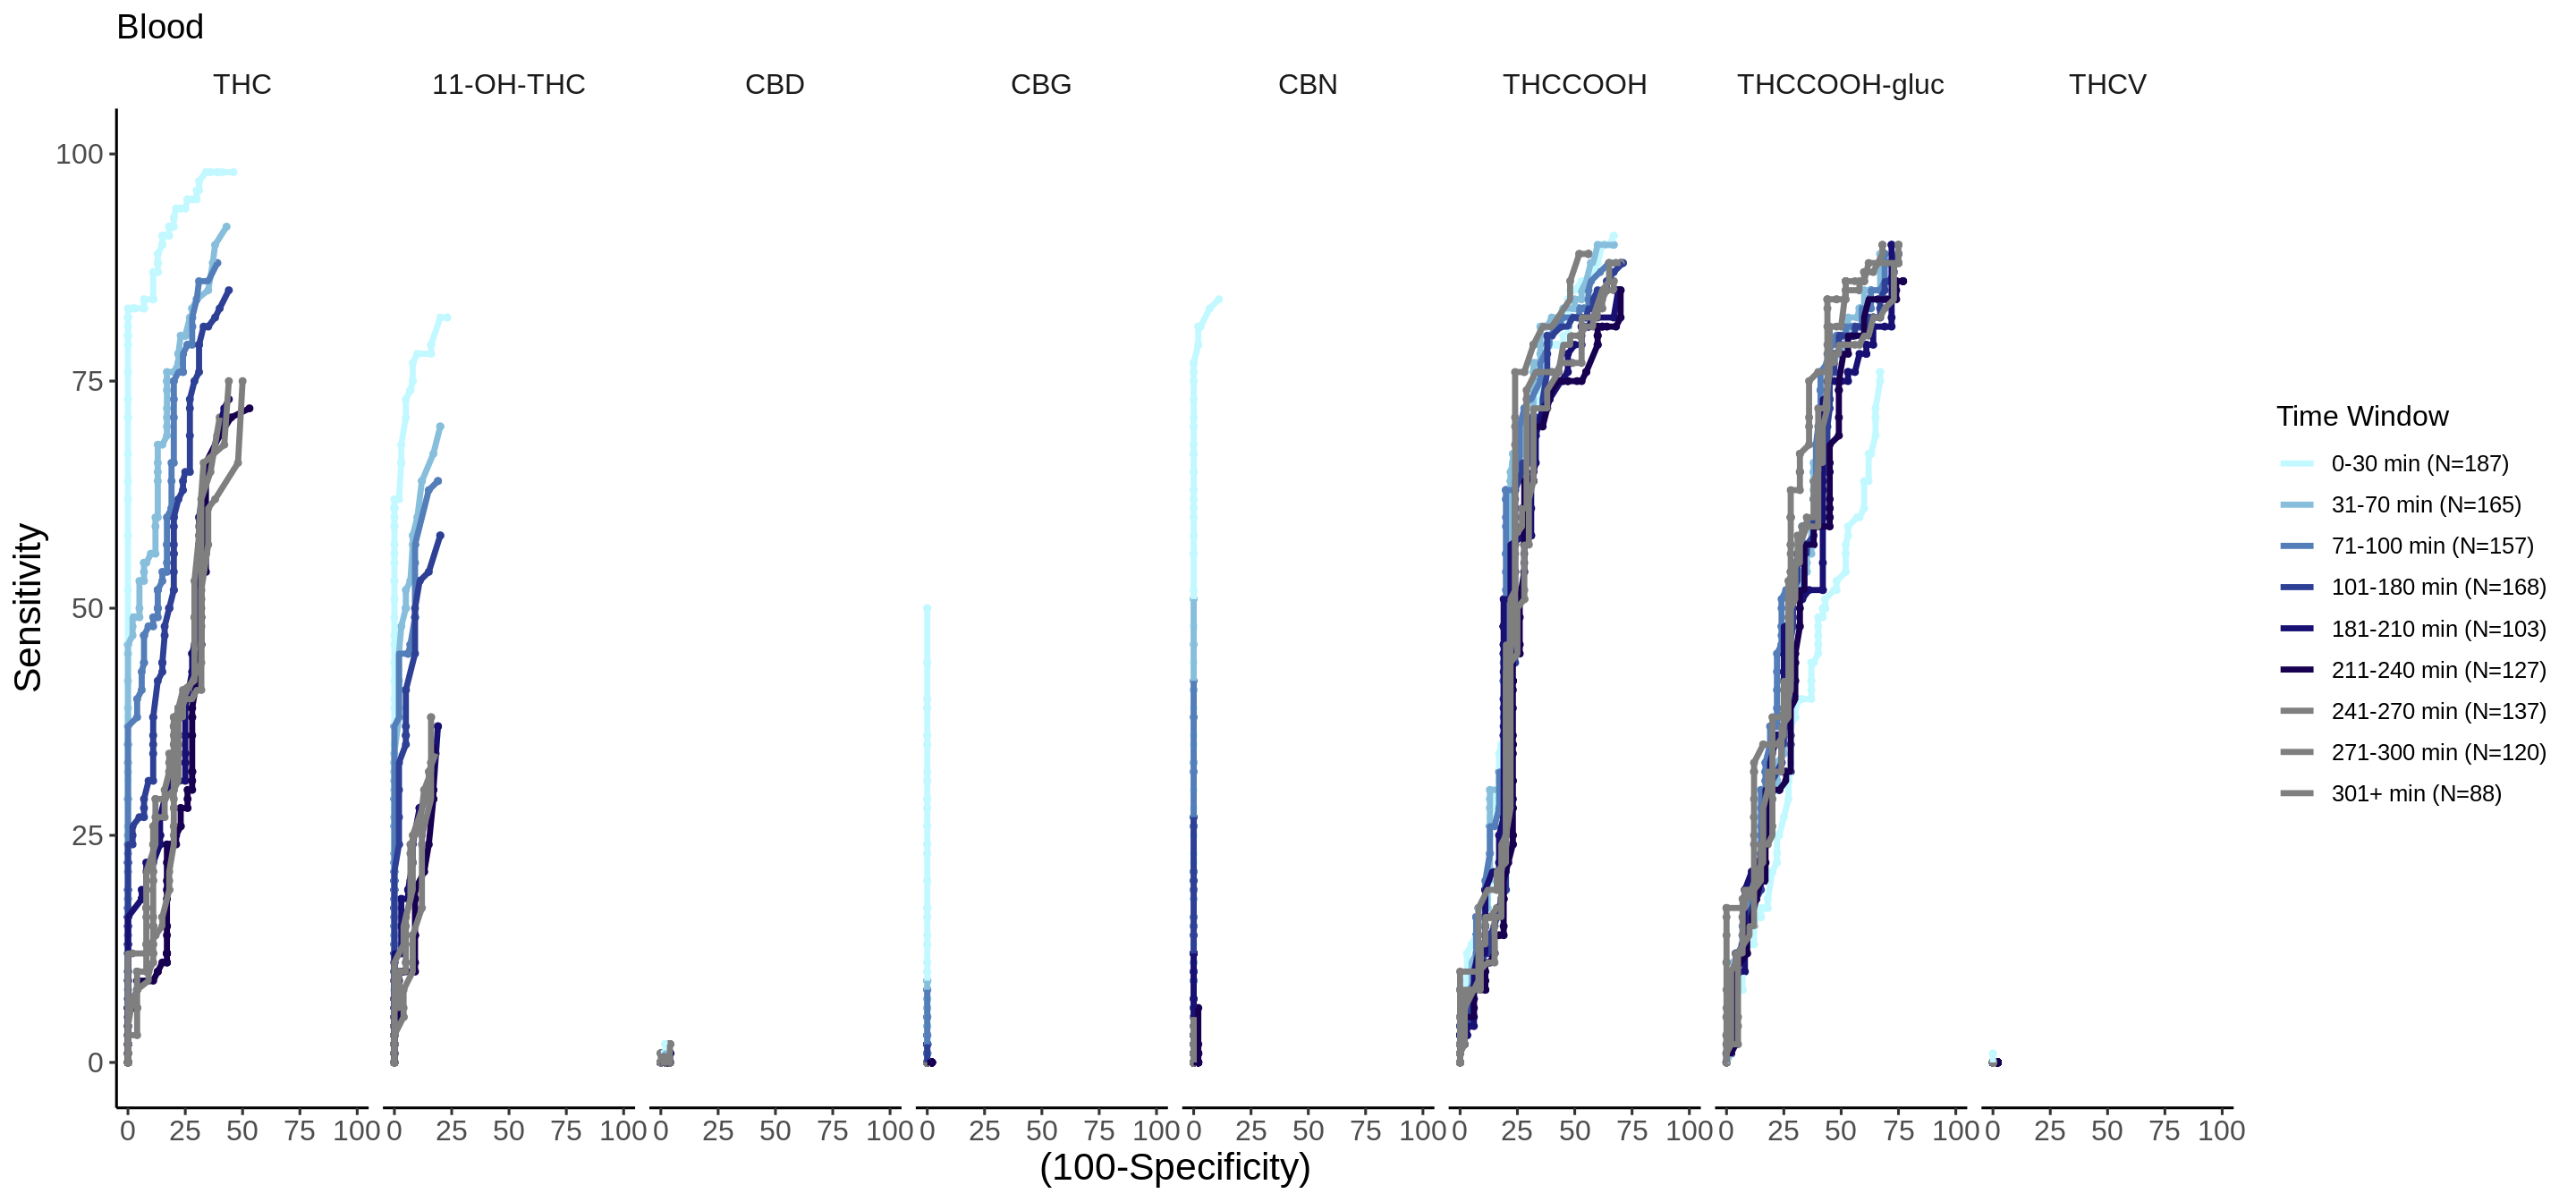 Blood
THC 11-OH-THC CBD CBG CBN THCCOOH THCCOOH-gluc THCV
100
75
50
25
0
Sensitivity
0 25 50 75 100 0 25 50 75 100 0 25 50 75 100 0 25 50 75 100 0 25 50 75 100 0 25 50 75 100 0 25 50 75 100 0 25 50 75 100
(100-Specificity)
Time Window
0-30 min (N=187)
31-70 min (N=165)
71-100 min (N=157)
101-180 min (N=168)
181-210 min (N=103)
211-240 min (N=127)
241-270 min (N=137)
271-300 min (N=120)
301+ min (N=88)